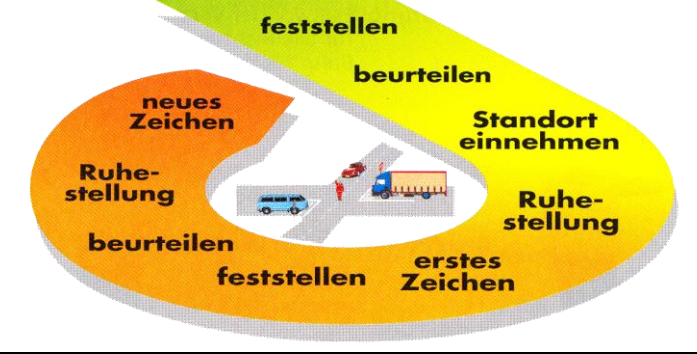 feststellen
beurteilen
Standort
einnehmen
Ruhe-
stellung
erstes
Zeichen
feststellen
beurteilen
Ruhe-
stellung
neues
Zeichen